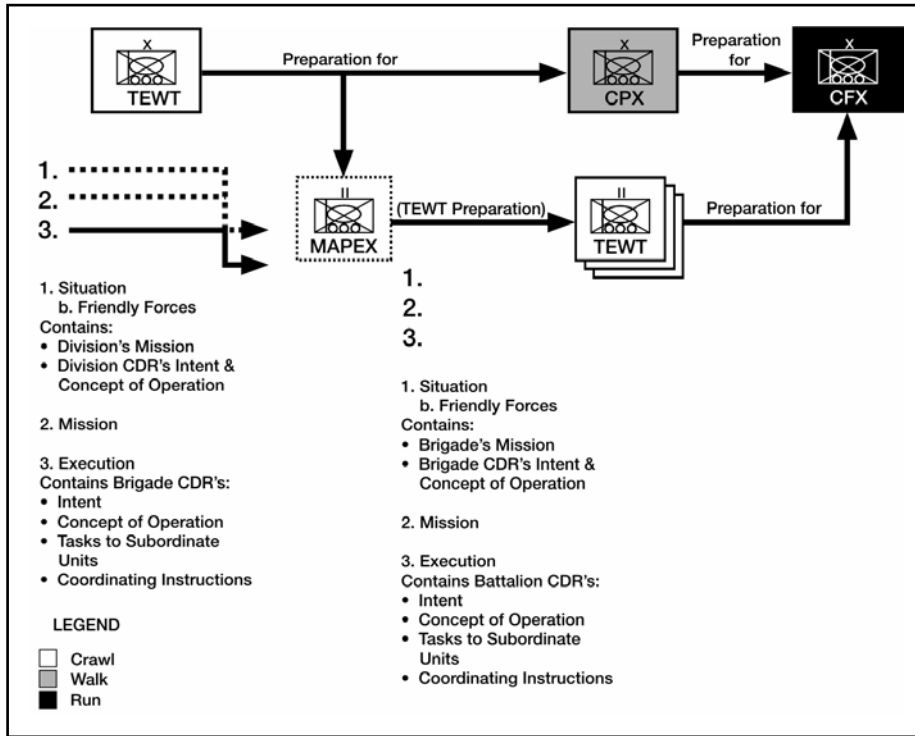 X
TEWT
Preparation for
X
CPX
Preparation
for
X
CFX
1.
2.
3.
II
MAPEX
(TEWT Preparation)
II
TEWT
Preparation for
1. Situation
b. Friendly Forces
Contains:
• Division's Mission
• Division CDR's Intent &
Concept of Operation
2. Mission
3. Execution
Contains Brigade CDR's:
• Intent
• Concept of Operation
• Tasks to Subordinate
Units
• Coordinating Instructions
1.
2.
3.
1. Situation
b. Friendly Forces
Contains:
• Brigade's Mission
• Brigade CDR's Intent &
Concept of Operation
2. Mission
3. Execution
Contains Battalion CDR's:
• Intent
• Concept of Operation
• Tasks to Subordinate
Units
• Coordinating Instructions
LEGEND
Crawl
Walk
Run